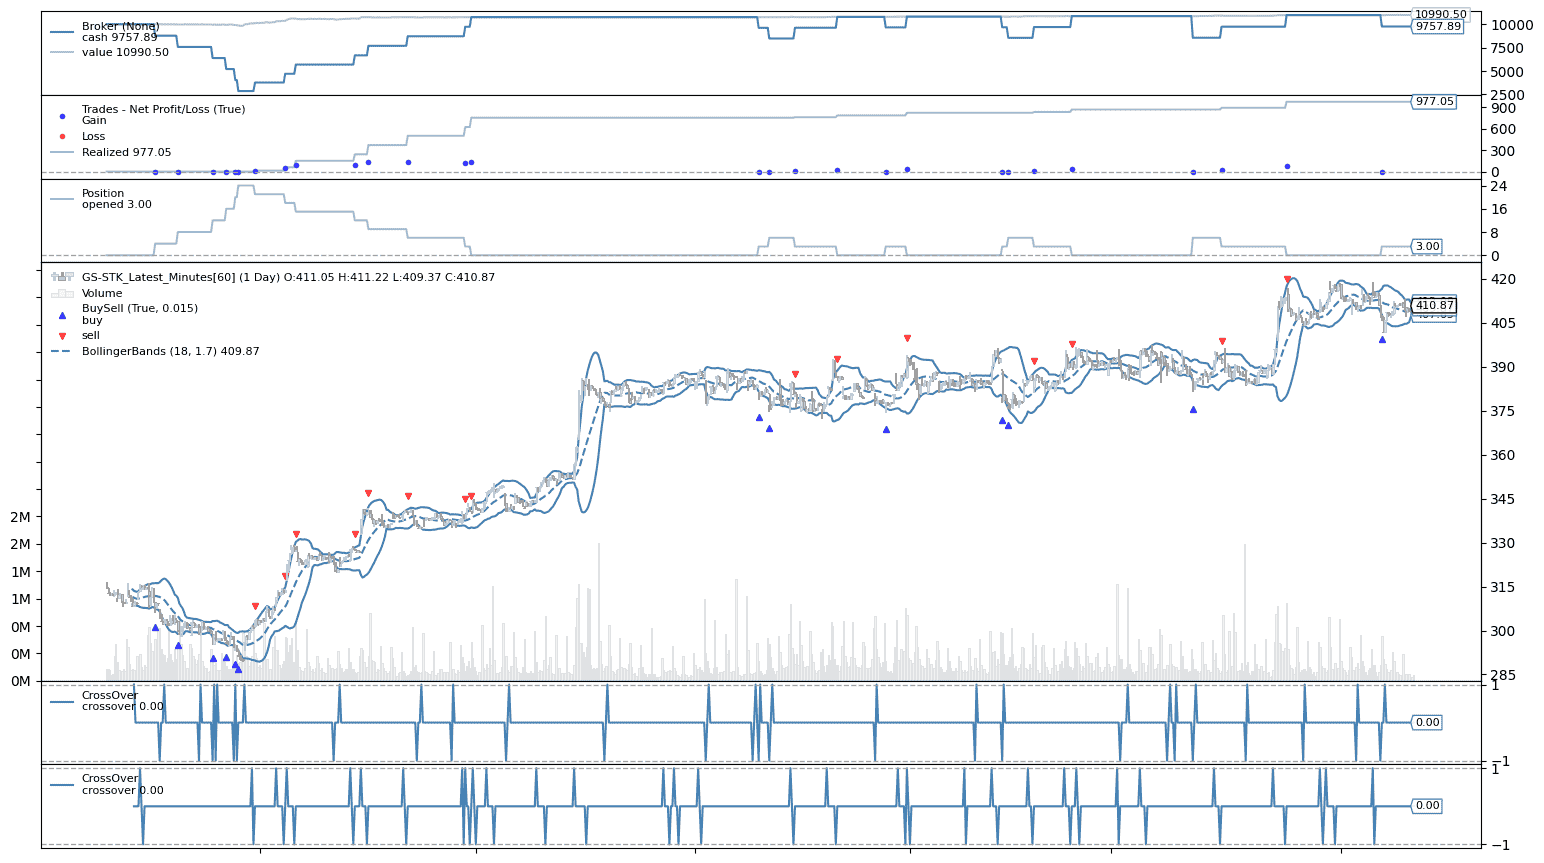 Broker (None)
cash 9757.89
value 10990.50
10990.50
10000
9757.89
7500
5000
2500
Trades - Net Profit/Loss (True)
Gain
Loss
Realized 977.05
977.05
900
600
300
0
Position
opened 3.00
24
16
8
3.00
0
GS-STK_Latest_Minutes[60] (1 Day) O:411.05 H:411.22 L:409.37 C:410.87
Volume
BuySell (True, 0.015)
buy
sell
BollingerBands (18, 1.7) 409.87
420
410.87
405
390
375
360
345
330
315
300
285
2M
2M
1M
1M
0M
0M
0M
CrossOver
crossover 0.00
1
0.00
−1
CrossOver
crossover 0.00
1
0.00
−1